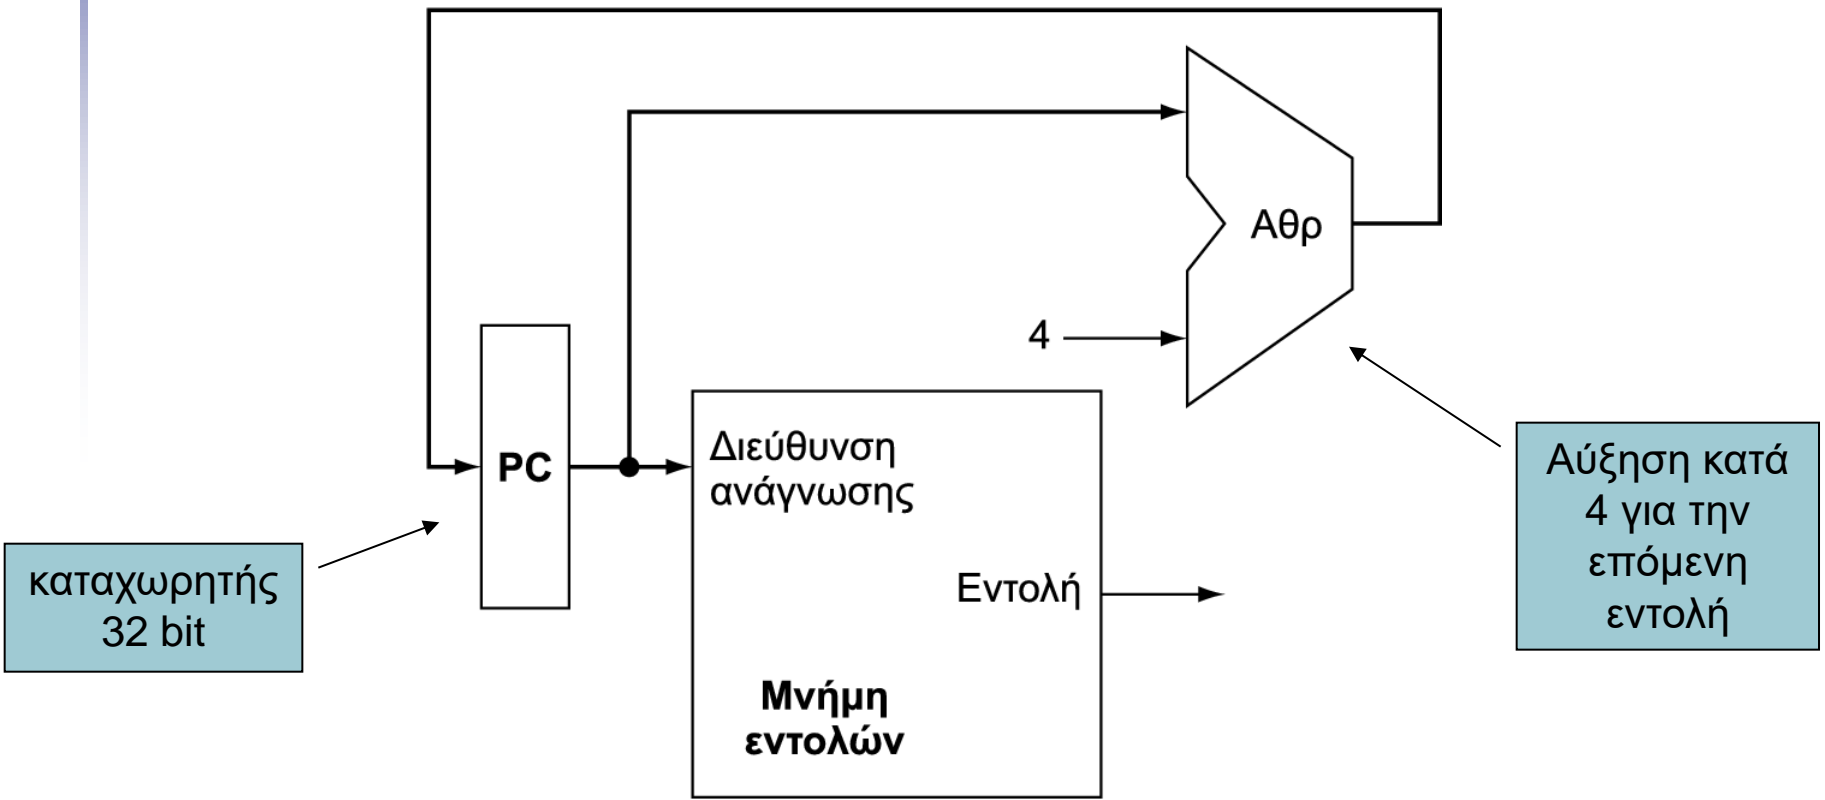 Αθρ
4
PC
Διεύθυνση
ανάγνωσης
Εντολή
Μνήμη
εντολών
καταχωρητής
32 bit
Αύξηση κατά
4 για την
επόμενη
εντολή